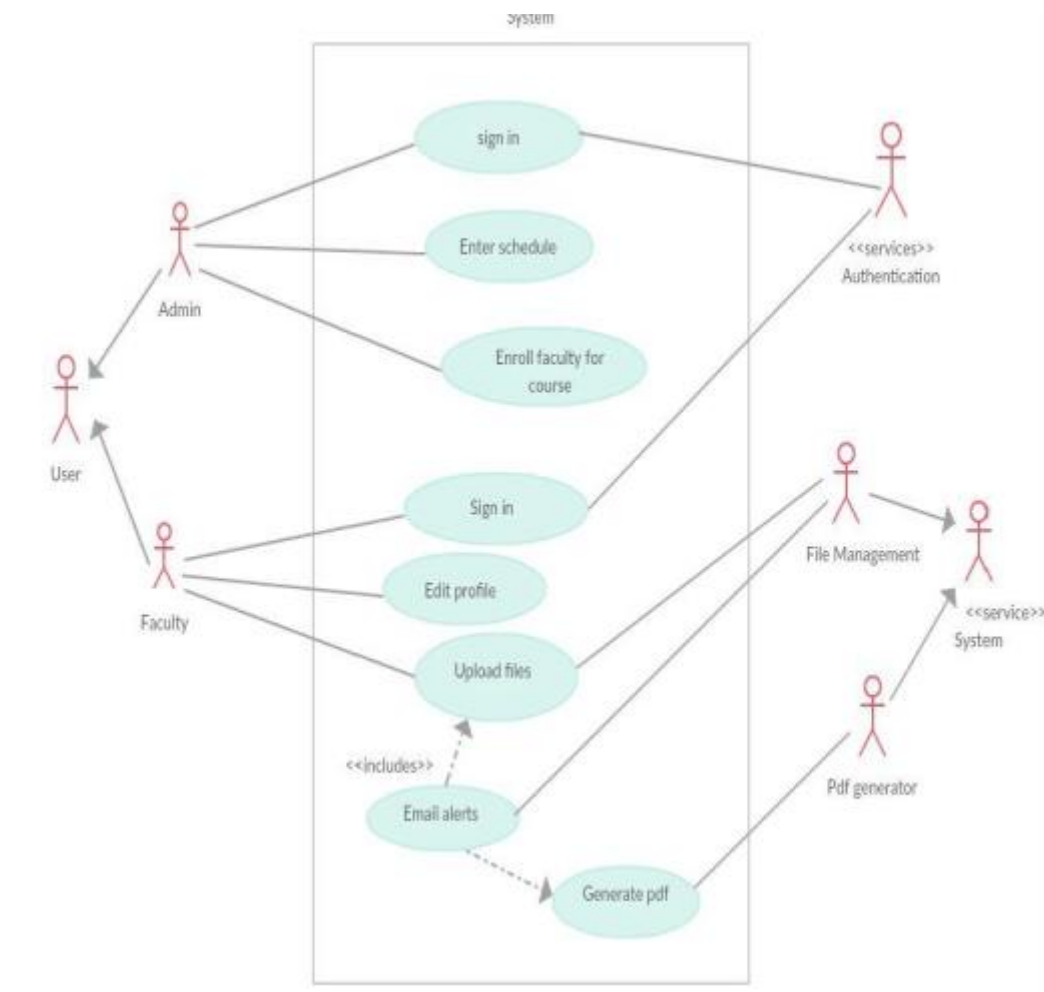 System
sign in
<<services>>
Authentication
Enter schedule
Admin
Enroll faculty for
course
User
Sign in
File Management
Edit profile
Faculty
<<service>>
System
Upload files
<<includes>>
Email alerts
Pdf generator
Generate pdf